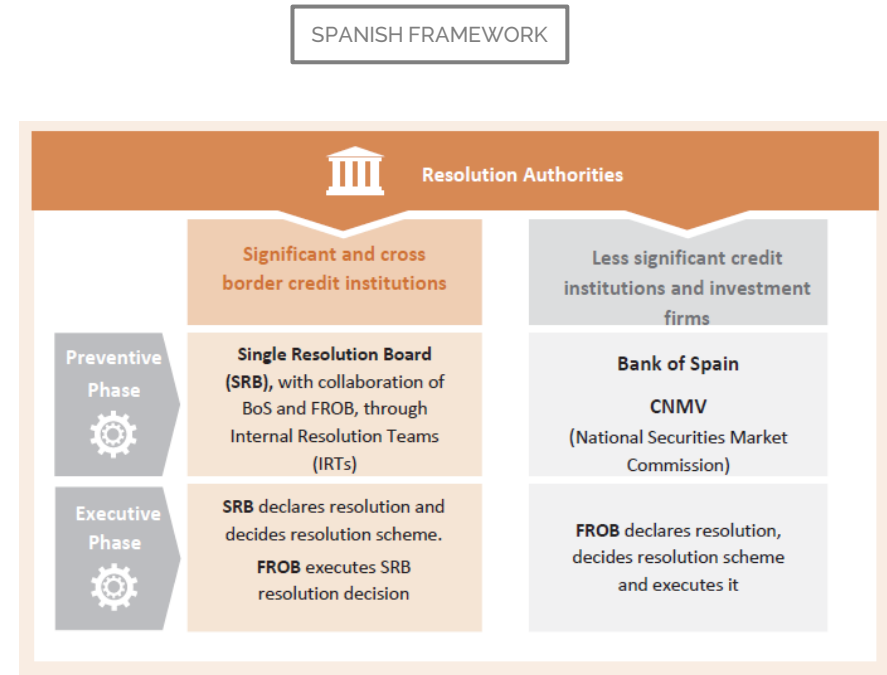 SPANISH FRAMEWORK
Resolution Authorities
Significant and cross
border credit institutions
Less significant credit
institutions and investment
firms
Preventive
Phase
Single Resolution Board
(SRB), with collaboration of
BoS and FROB, through
Internal Resolution Teams
(IRTs)
Bank of Spain
CNMV
(National Securities Market
Commission)
Executive
Phase
SRB declares resolution and
decides resolution scheme.
FROB executes SRB
resolution decision
FROB declares resolution,
decides resolution scheme
and executes it